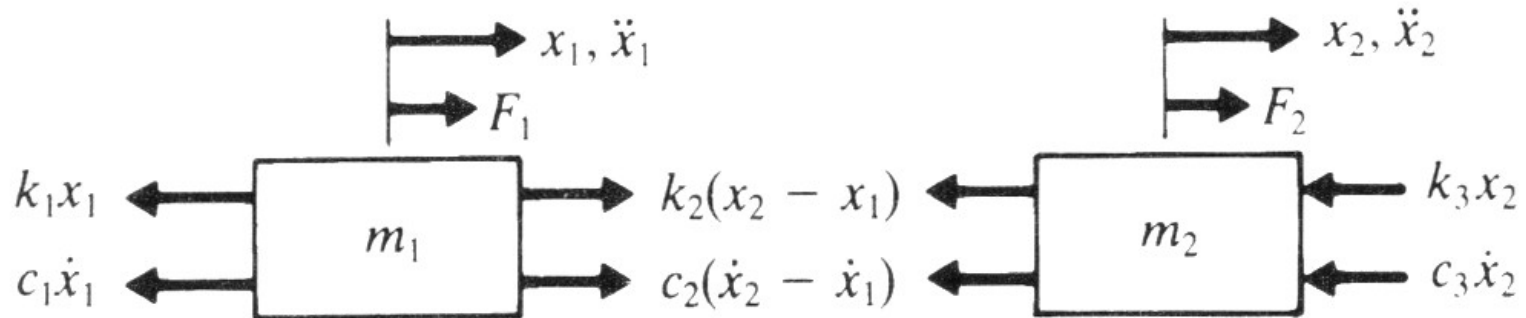 x₁, ẍ₁ x₂, ẍ₂
F₁ F₂
k₁x₁ k₂(x₂ − x₁) k₃x₂
m₁ m₂
c₁ẋ₁ c₂(ẋ₂ − ẋ₁) c₃ẋ₂